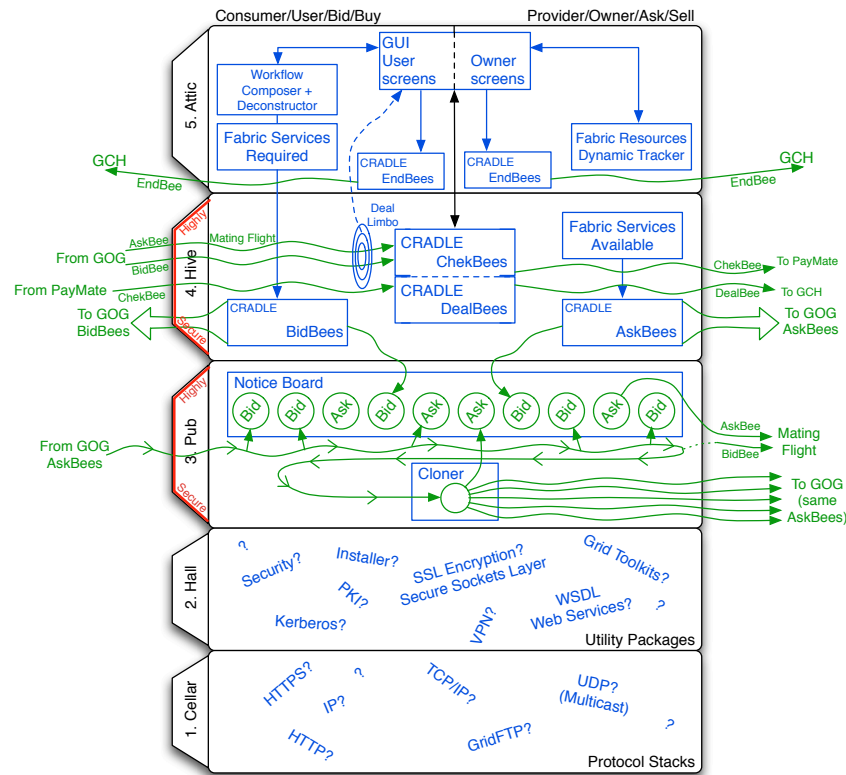 Consumer/User/Bid/Buy
Provider/Owner/Ask/Sell
5. Attic
GUI
User
screens
Owner
screens
Workflow
Composer +
Deconstructor
Fabric Services
Required
CRADLE
EndBees
CRADLE
EndBees
Fabric Resources
Dynamic Tracker
GCH
EndBee
GCH
EndBee
4. Hive
Highly
Secure
Deal
Limbo
AskBee
Mating Flight
From GOG
BidBee
From PayMate
ChekBee
To GOG
BidBees
CRADLE
BidBees
CRADLE
ChekBees
CRADLE
DealBees
Fabric Services
Available
CRADLE
AskBees
ChekBee
To PayMate
DealBee
To GCH
To GOG
AskBees
3. Pub
Highly
Secure
Notice Board
Bid
Bid
Ask
Bid
Ask
Ask
Bid
Bid
Ask
Bid
From GOG
AskBees
AskBee
BidBee
Mating
Flight
Cloner
To GOG
(same
AskBees)
2. Hall
?
Security?
Installer?
PKI?
Kerberos?
SSL Encryption?
Secure Sockets Layer
VPN?
Grid Toolkits?
WSDL
Web Services?
?
Utility Packages
1. Cellar
HTTPS?
?
IP?
HTTP?
TCP/IP?
GridFTP?
UDP?
(Multicast)
?
Protocol Stacks